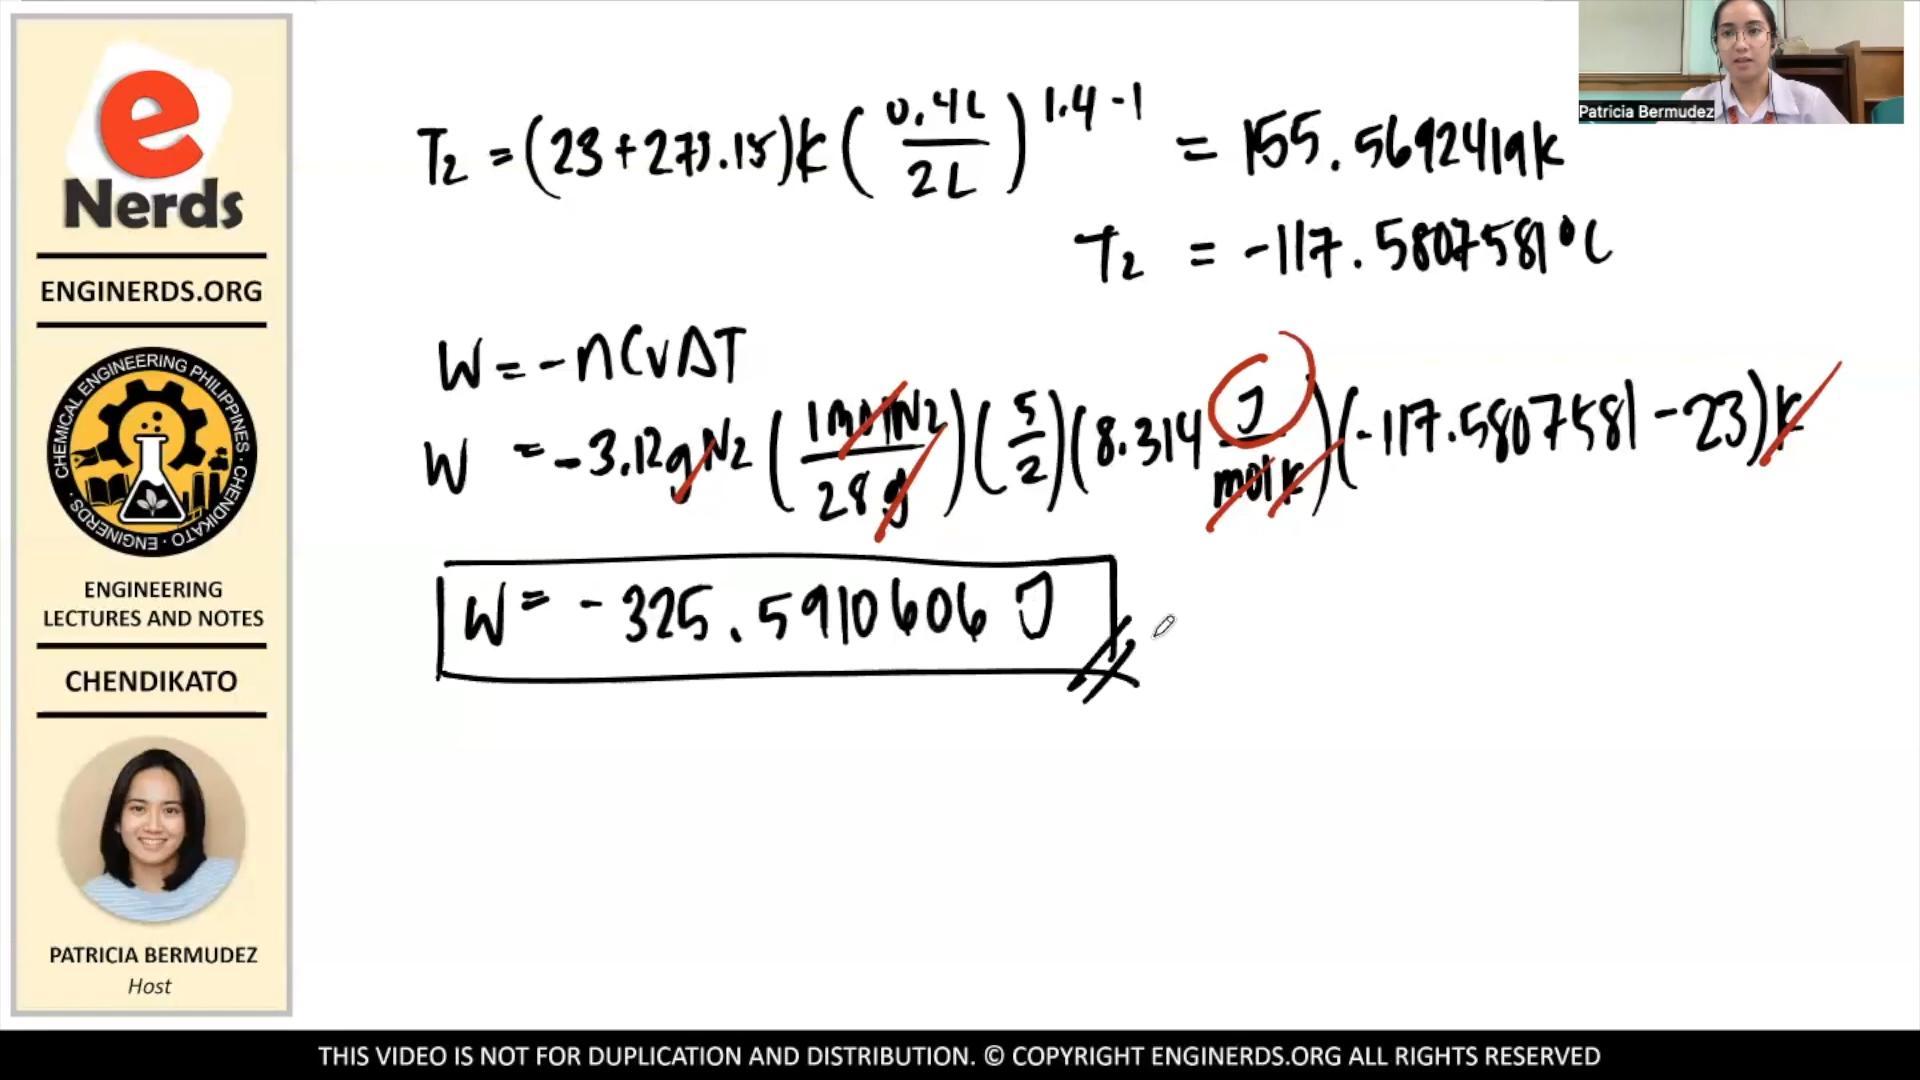 e
Nerds
ENGINERDS.ORG
CHEMICAL ENGINEERING PHILIPPINES
CHENDIKATO · ENGINERDS
ENGINEERING
LECTURES AND NOTES
CHENDIKATO
PATRICIA BERMUDEZ
Host
Patricia Bermudez
T₂ = (23 + 273.15)K (0.4L / 2L)^1.4-1 = 155.5692419K
T₂ = -117.5807581°C
W = -nCvΔT
W = -3.12gN₂ (1molN₂ / 28g) (5/2) (8.314 J / molK) (-117.5807581 - 23)K
W = -325.5910606 J
THIS VIDEO IS NOT FOR DUPLICATION AND DISTRIBUTION. © COPYRIGHT ENGINERDS.ORG ALL RIGHTS RESERVED